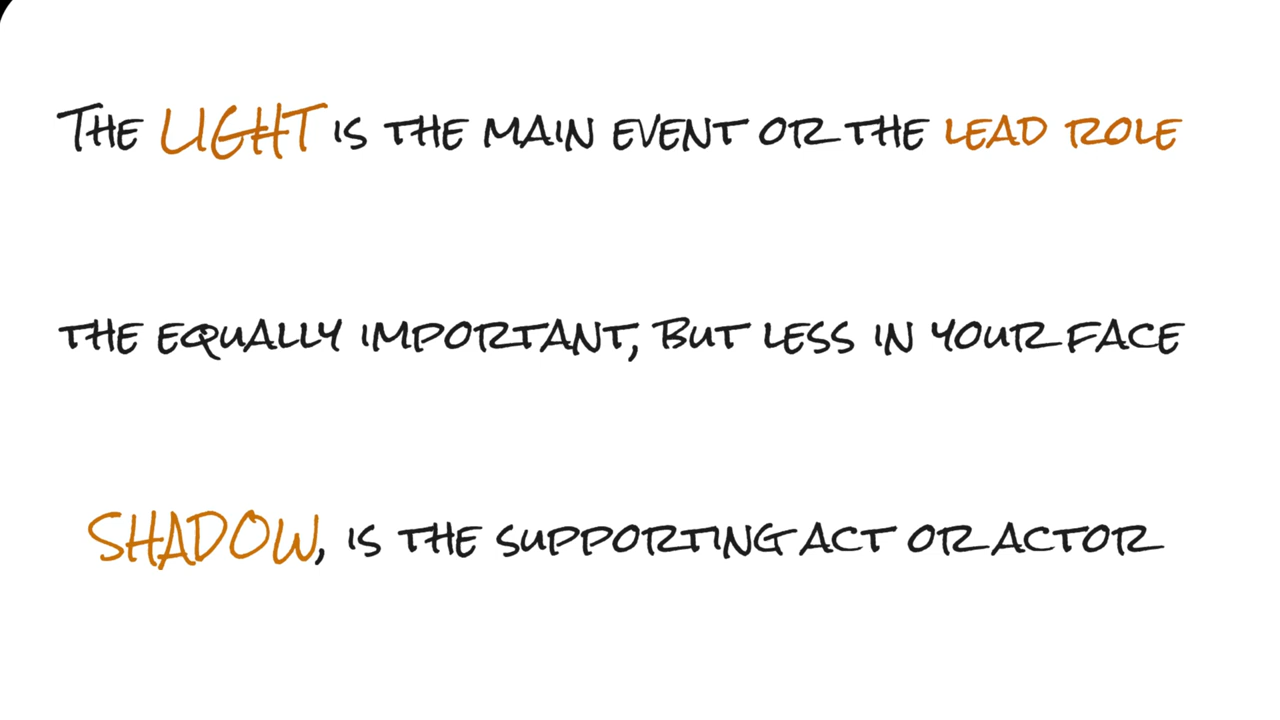 The LIGHT is the main event or the lead role
the equally important, but less in your face
SHADOW, is the supporting act or actor